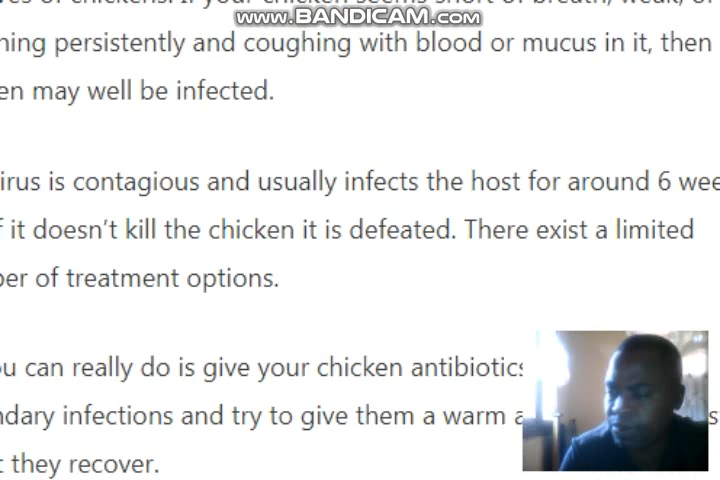 www.BANDICAM.com
ning persistently and coughing with blood or mucus in it, then
en may well be infected.
irus is contagious and usually infects the host for around 6 wee
f it doesn't kill the chicken it is defeated. There exist a limited
ber of treatment options.
ou can really do is give your chicken antibiotics
ndary infections and try to give them a warm a
t they recover.